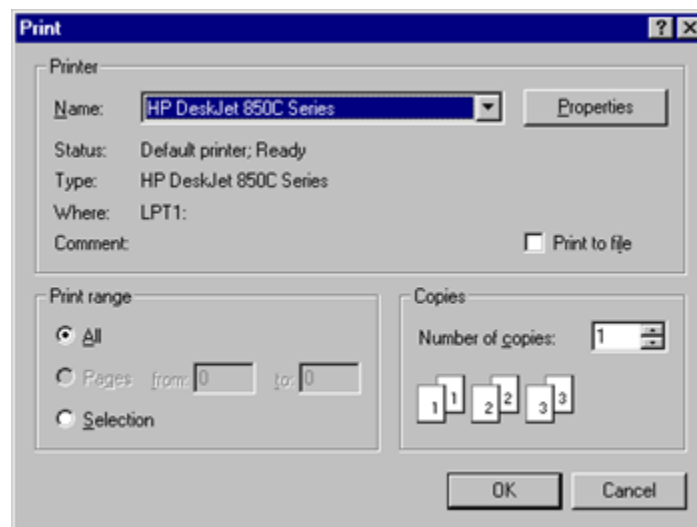 Print
Printer
Name: HP DeskJet 850C Series Properties
Status: Default printer; Ready
Type: HP DeskJet 850C Series
Where: LPT1:
Comment: Print to file
Print range
All
Pages from: 0 to: 0
Selection
Copies
Number of copies: 1
1 1 2 2 3 3
OK Cancel